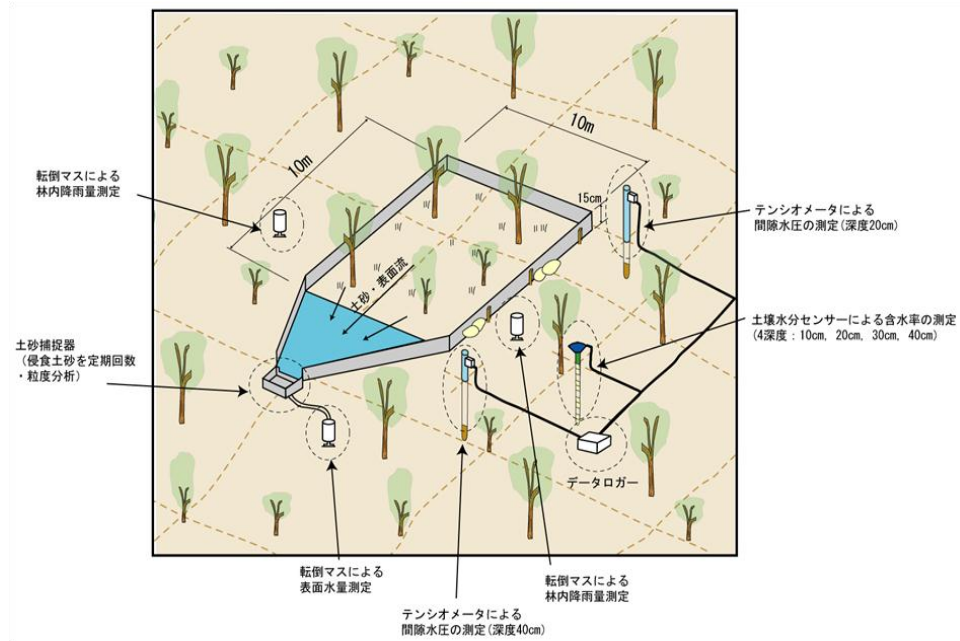 10m
10m
15cm
転倒マスによる
林内降雨量測定
テンシオメータによる
間隙水圧の測定(深度20cm)
土砂・表面流
土壌水分センサーによる含水率の測定
(4深度：10cm, 20cm, 30cm, 40cm)
土砂捕捉器
(侵食土砂を定期回数
・粒度分析)
データロガー
転倒マスによる
表面水量測定
転倒マスによる
林内降雨量測定
テンシオメータによる
間隙水圧の測定(深度40cm)